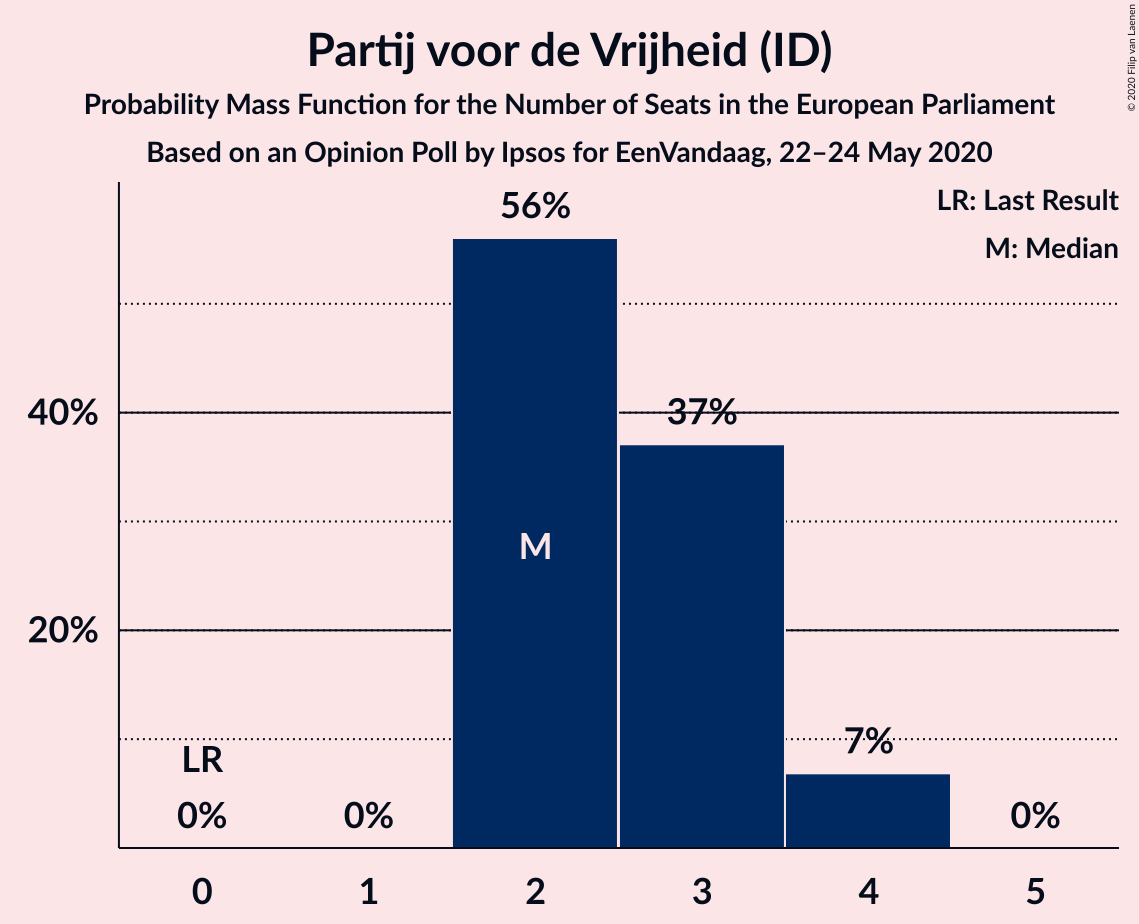 Partij voor de Vrijheid (ID)
Probability Mass Function for the Number of Seats in the European Parliament
Based on an Opinion Poll by Ipsos for EenVandaag, 22–24 May 2020
© 2020 Filip van Laenen
LR: Last Result
M: Median
56%
40%
37%
M
20%
7%
LR
0%
0%
0%
0
1
2
3
4
5